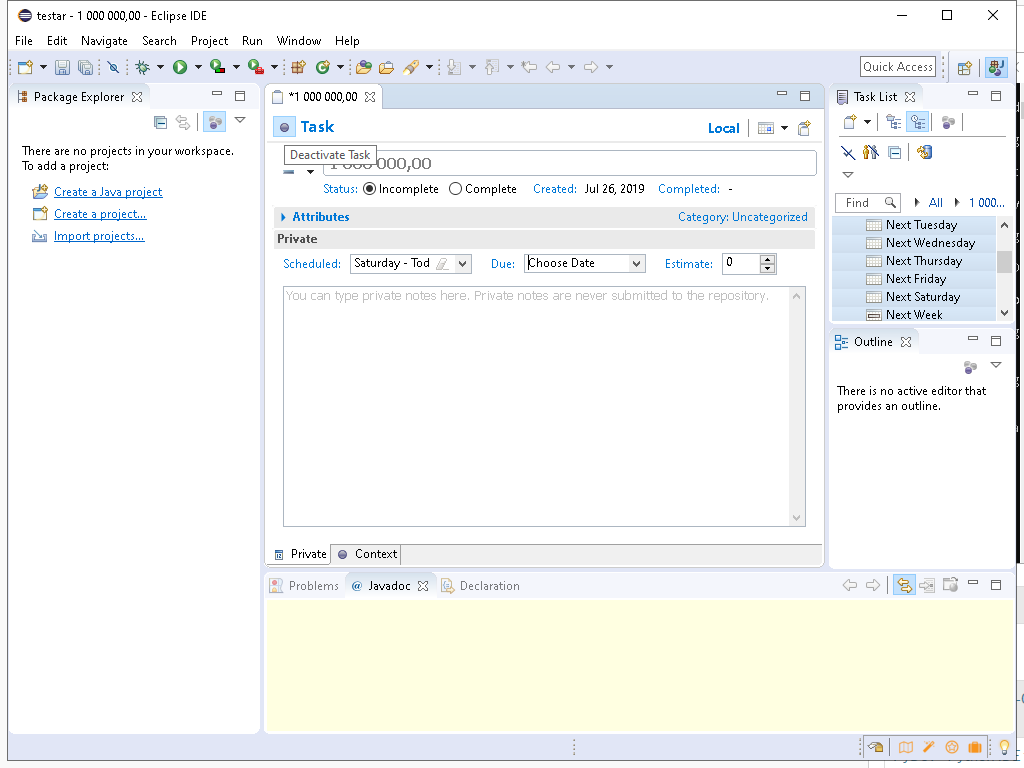 testar - 1 000 000,00 - Eclipse IDE
File Edit Navigate Search Project Run Window Help
Quick Access
Package Explorer
There are no projects in your workspace.
To add a project:
Create a Java project
Create a project...
Import projects...
*1 000 000,00
Task
Local
Deactivate Task
1 000 000,00
Status: Incomplete Complete Created: Jul 26, 2019 Completed: -
Attributes Category: Uncategorized
Private
Scheduled: Saturday - Tod Due: Choose Date Estimate: 0
You can type private notes here. Private notes are never submitted to the repository.
Private Context
Problems @ Javadoc Declaration
Task List
Find All 1 000...
Next Tuesday
Next Wednesday
Next Thursday
Next Friday
Next Saturday
Next Week
Outline
There is no active editor that
provides an outline.